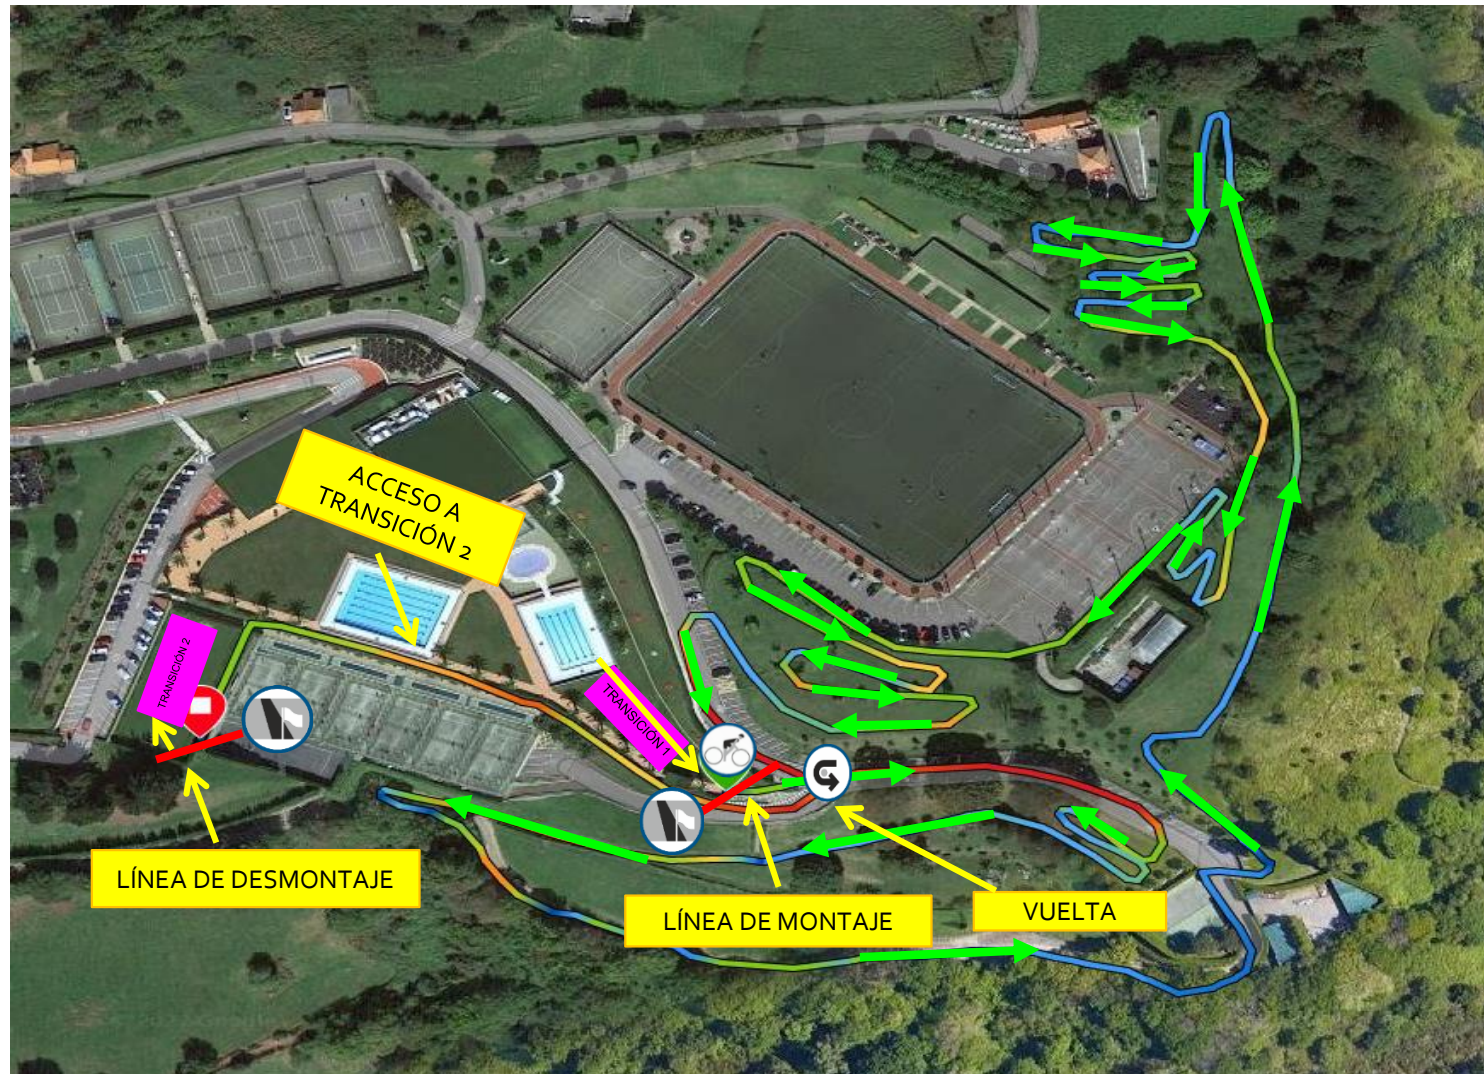 ACCESO A
TRANSICIÓN 2
TRANSICIÓN 2
TRANSICIÓN 1
LÍNEA DE DESMONTAJE
LÍNEA DE MONTAJE
VUELTA